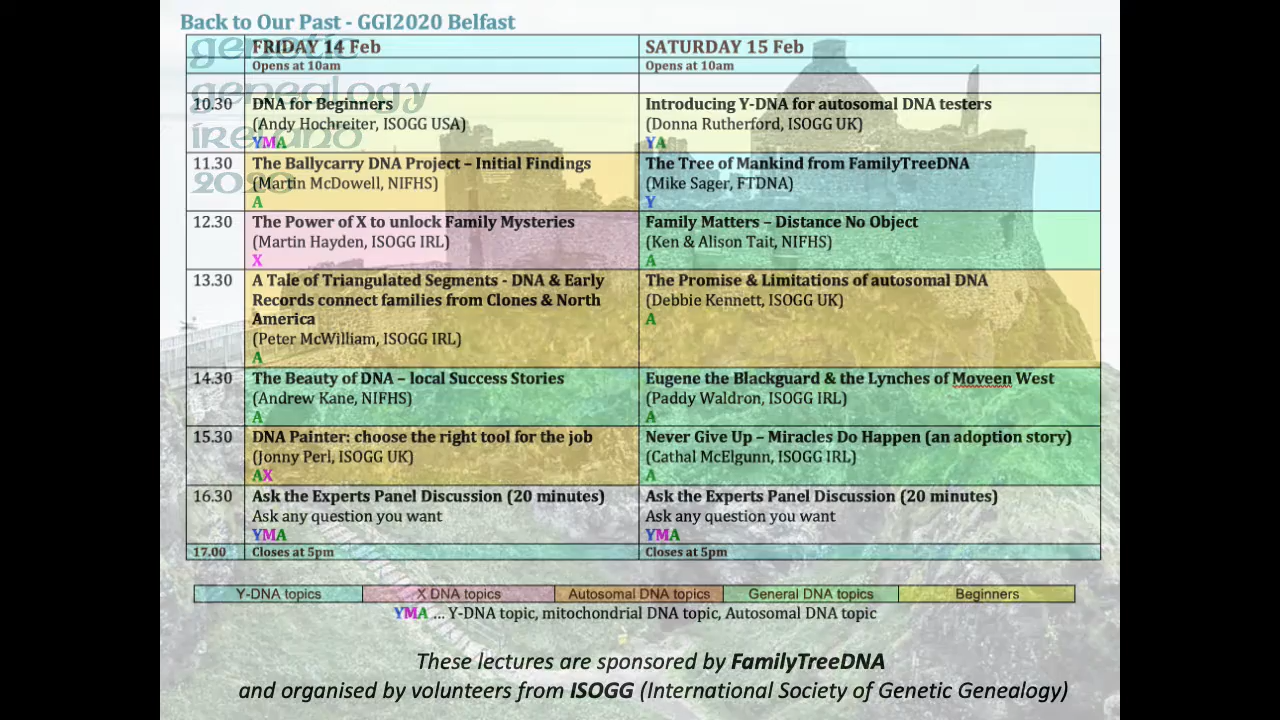 Back to Our Past - GGI2020 Belfast
genetic
genealogy
ireland
2020
FRIDAY 14 Feb
SATURDAY 15 Feb
Opens at 10am
Opens at 10am
10.30
DNA for Beginners
(Andy Hochreiter, ISOGG USA)
YMA
Introducing Y-DNA for autosomal DNA testers
(Donna Rutherford, ISOGG UK)
YA
11.30
The Ballycarry DNA Project – Initial Findings
(Martin McDowell, NIFHS)
A
The Tree of Mankind from FamilyTreeDNA
(Mike Sager, FTDNA)
Y
12.30
The Power of X to unlock Family Mysteries
(Martin Hayden, ISOGG IRL)
X
Family Matters – Distance No Object
(Ken & Alison Tait, NIFHS)
A
13.30
A Tale of Triangulated Segments - DNA & Early
Records connect families from Clones & North
America
(Peter McWilliam, ISOGG IRL)
A
The Promise & Limitations of autosomal DNA
(Debbie Kennett, ISOGG UK)
A
14.30
The Beauty of DNA – local Success Stories
(Andrew Kane, NIFHS)
A
Eugene the Blackguard & the Lynches of Moveen West
(Paddy Waldron, ISOGG IRL)
A
15.30
DNA Painter: choose the right tool for the job
(Jonny Perl, ISOGG UK)
AX
Never Give Up – Miracles Do Happen (an adoption story)
(Cathal McElgunn, ISOGG IRL)
A
16.30
Ask the Experts Panel Discussion (20 minutes)
Ask any question you want
YMA
Ask the Experts Panel Discussion (20 minutes)
Ask any question you want
YMA
17.00
Closes at 5pm
Closes at 5pm
Y-DNA topics
X DNA topics
Autosomal DNA topics
General DNA topics
Beginners
YMA ... Y-DNA topic, mitochondrial DNA topic, Autosomal DNA topic
These lectures are sponsored by FamilyTreeDNA
and organised by volunteers from ISOGG (International Society of Genetic Genealogy)